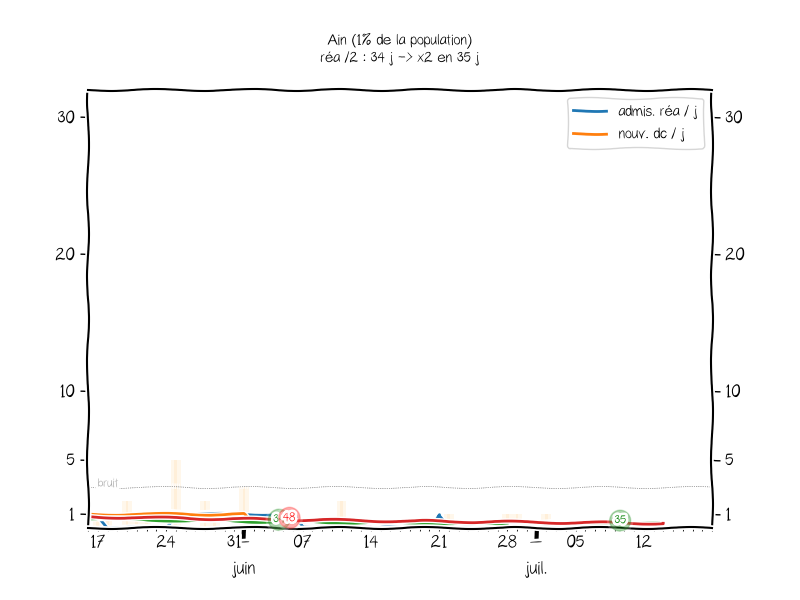 Ain (1% de la population)
réa /2 : 34 j -> x2 en 35 j
admis. réa / j
nouv. dc / j
30 30
20 20
10 10
5 5
bruit
1 1
48 35
17 24 31 07 14 21 28 05 12
juin juil.